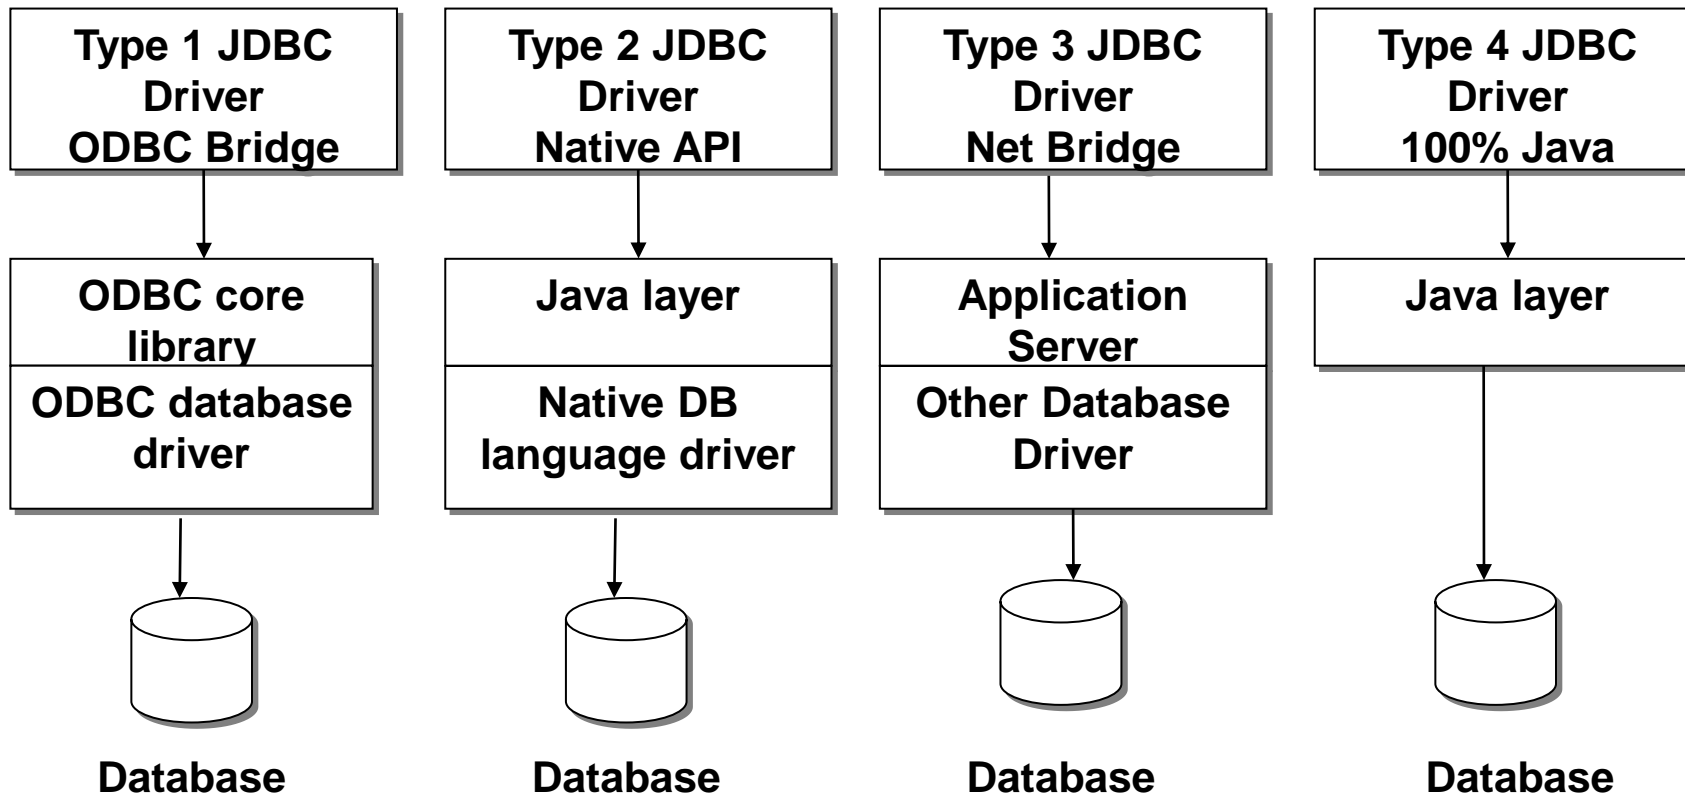 Type 1 JDBC
Driver
ODBC Bridge
Type 2 JDBC
Driver
Native API
Type 3 JDBC
Driver
Net Bridge
Type 4 JDBC
Driver
100% Java
ODBC core
library
ODBC database
driver
Java layer
Native DB
language driver
Application
Server
Other Database
Driver
Java layer
Database
Database
Database
Database